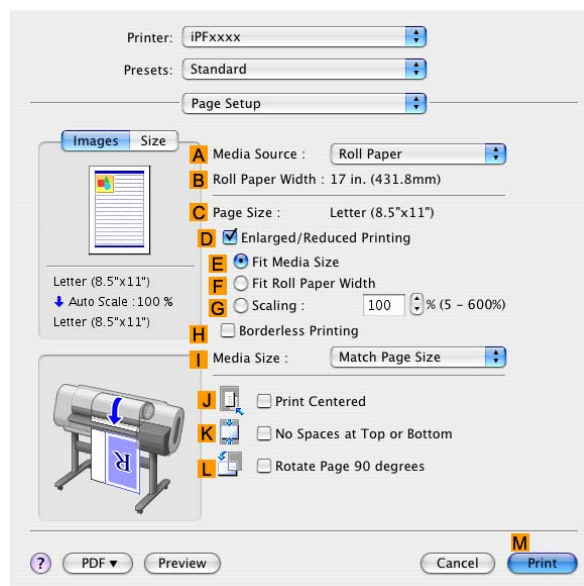 Printer: iPFxxxx
Presets: Standard
Page Setup
Images Size
A Media Source : Roll Paper
B Roll Paper Width : 17 in. (431.8mm)
C Page Size : Letter (8.5"x11")
D Enlarged/Reduced Printing
E Fit Media Size
F Fit Roll Paper Width
G Scaling : 100 % (5 - 600%)
H Borderless Printing
I Media Size : Match Page Size
J Print Centered
K No Spaces at Top or Bottom
L Rotate Page 90 degrees
Letter (8.5"x11")
Auto Scale :100 %
Letter (8.5"x11")
R
M
? PDF Preview Cancel Print